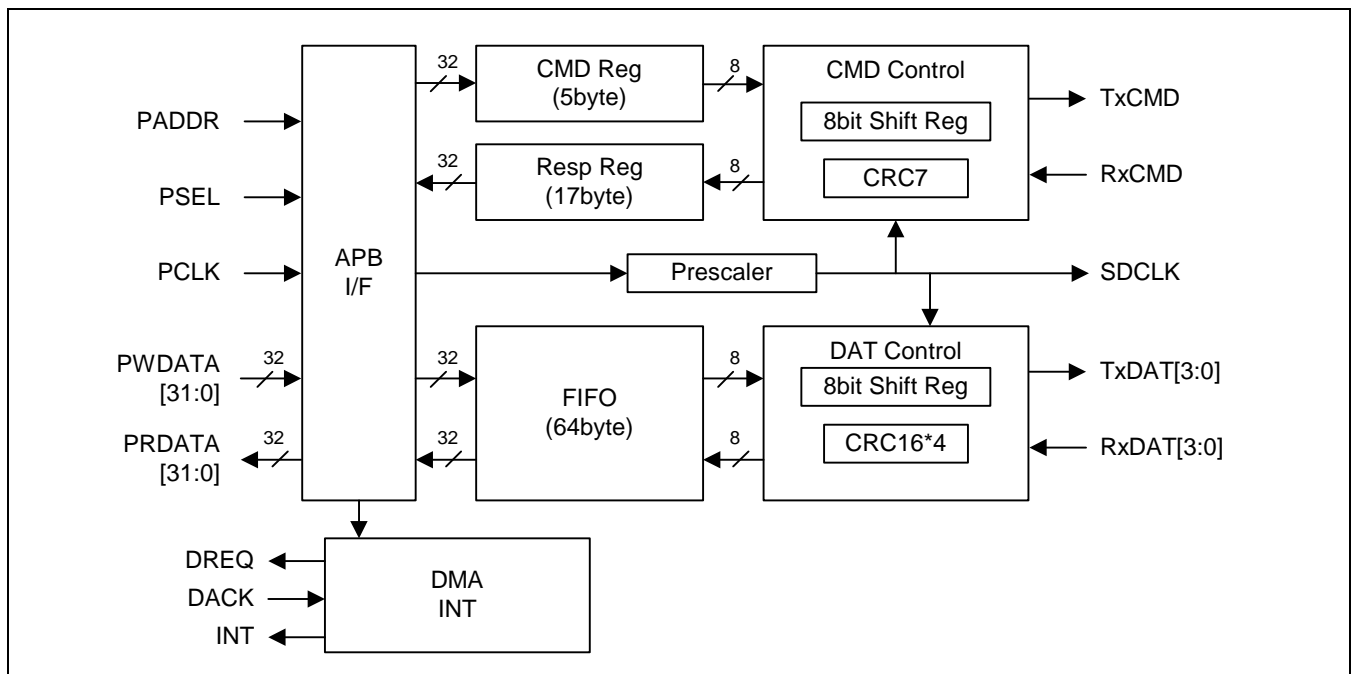 32
CMD Reg
(5byte)
8
CMD Control
8bit Shift Reg
CRC7
TxCMD
RxCMD
PADDR
PSEL
PCLK
32
Resp Reg
(17byte)
8
APB
I/F
Prescaler
SDCLK
PWDATA
[31:0]
32
PRDATA
[31:0]
32
32
32
FIFO
(64byte)
8
8
DAT Control
8bit Shift Reg
CRC16*4
TxDAT[3:0]
RxDAT[3:0]
DREQ
DACK
INT
DMA
INT